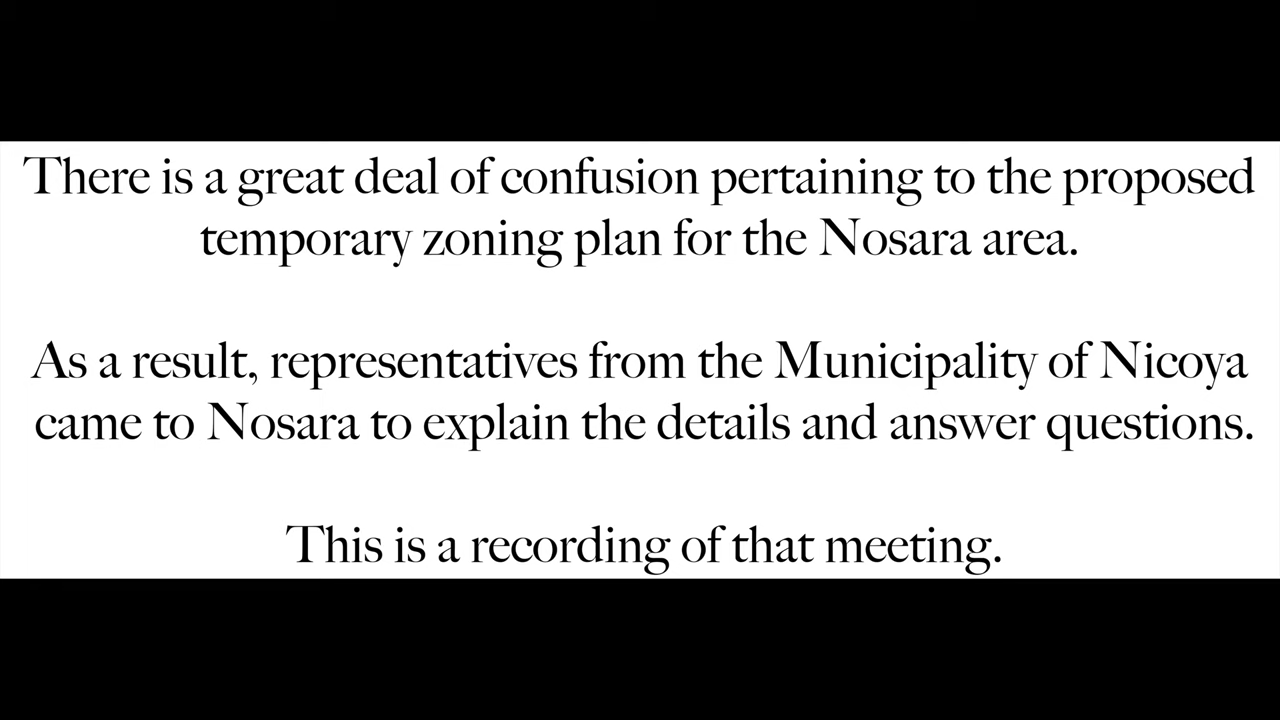 There is a great deal of confusion pertaining to the proposed
temporary zoning plan for the Nosara area.
As a result, representatives from the Municipality of Nicoya
came to Nosara to explain the details and answer questions.
This is a recording of that meeting.